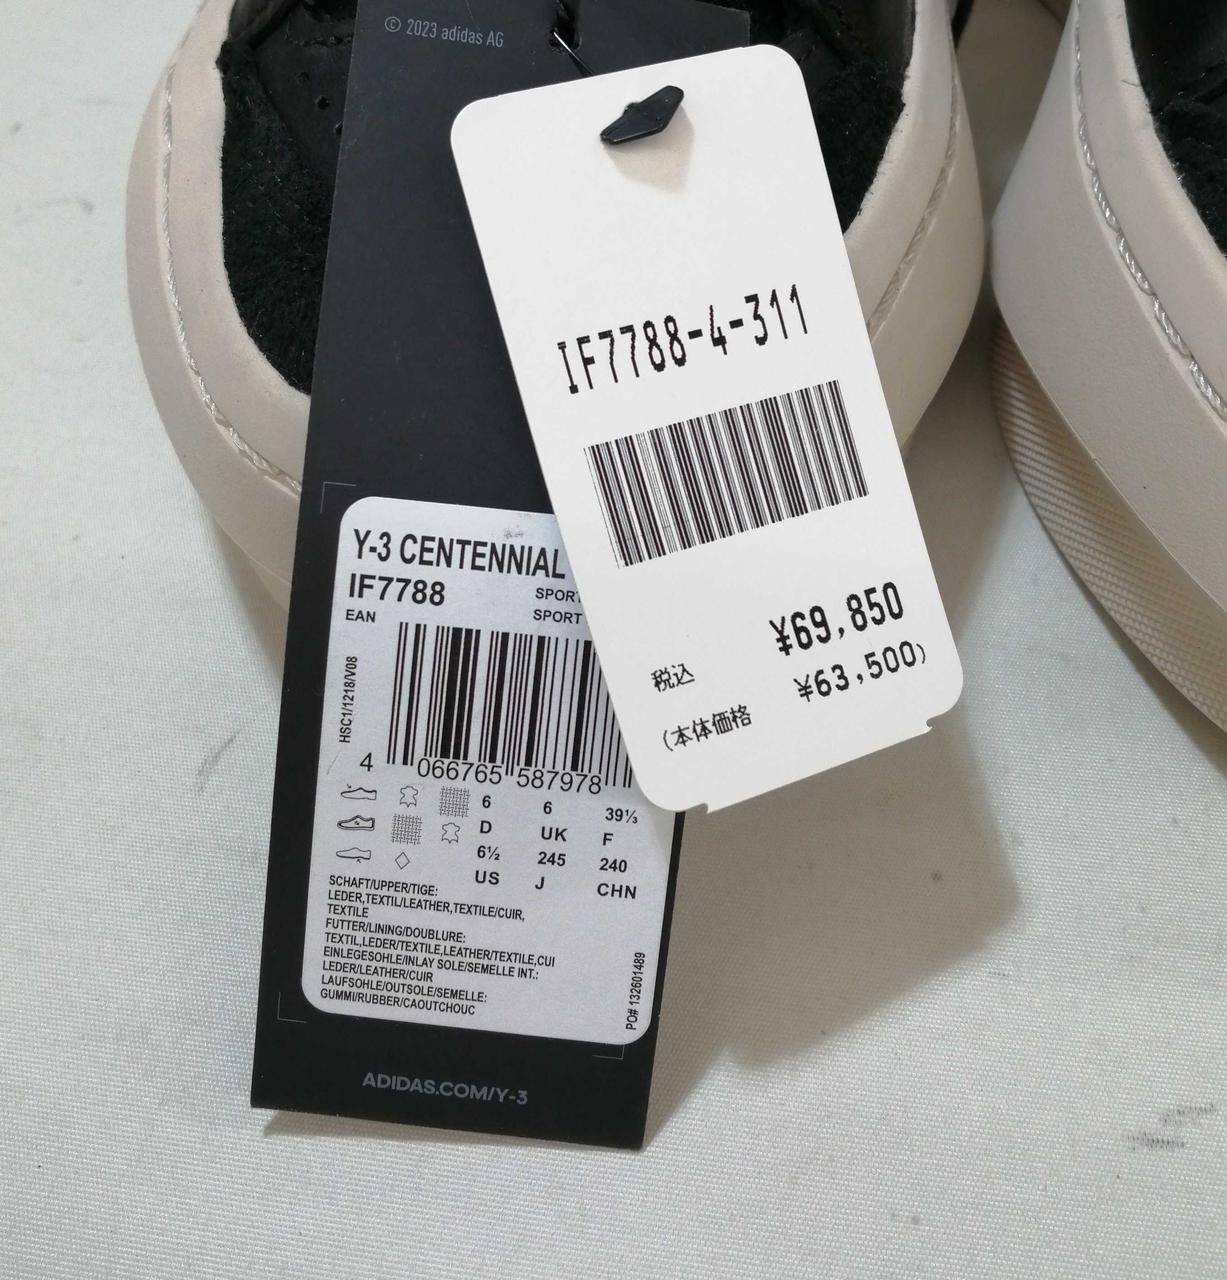 © 2023 adidas AG
IF7788-4-311
¥69,850
税込
¥63,500)
(本体価格
Y-3 CENTENNIAL
IF7788
SPORT
EAN
SPORT
HSC1/1218/V08
4 066765 587978
6 6 39⅓
D UK F
6½ 245 240
US J CHN
SCHAFT/UPPER/TIGE:
LEDER,TEXTIL/LEATHER,TEXTILE/CUIR,
TEXTILE
FUTTER/LINING/DOUBLURE:
TEXTIL,LEDER/TEXTILE,LEATHER/TEXTILE,CUI
EINLEGESOHLE/INLAY SOLE/SEMELLE INT.:
LEDER/LEATHER/CUIR
LAUFSOHLE/OUTSOLE/SEMELLE:
GUMMI/RUBBER/CAOUTCHOUC
PO# 132601489
ADIDAS.COM/Y-3